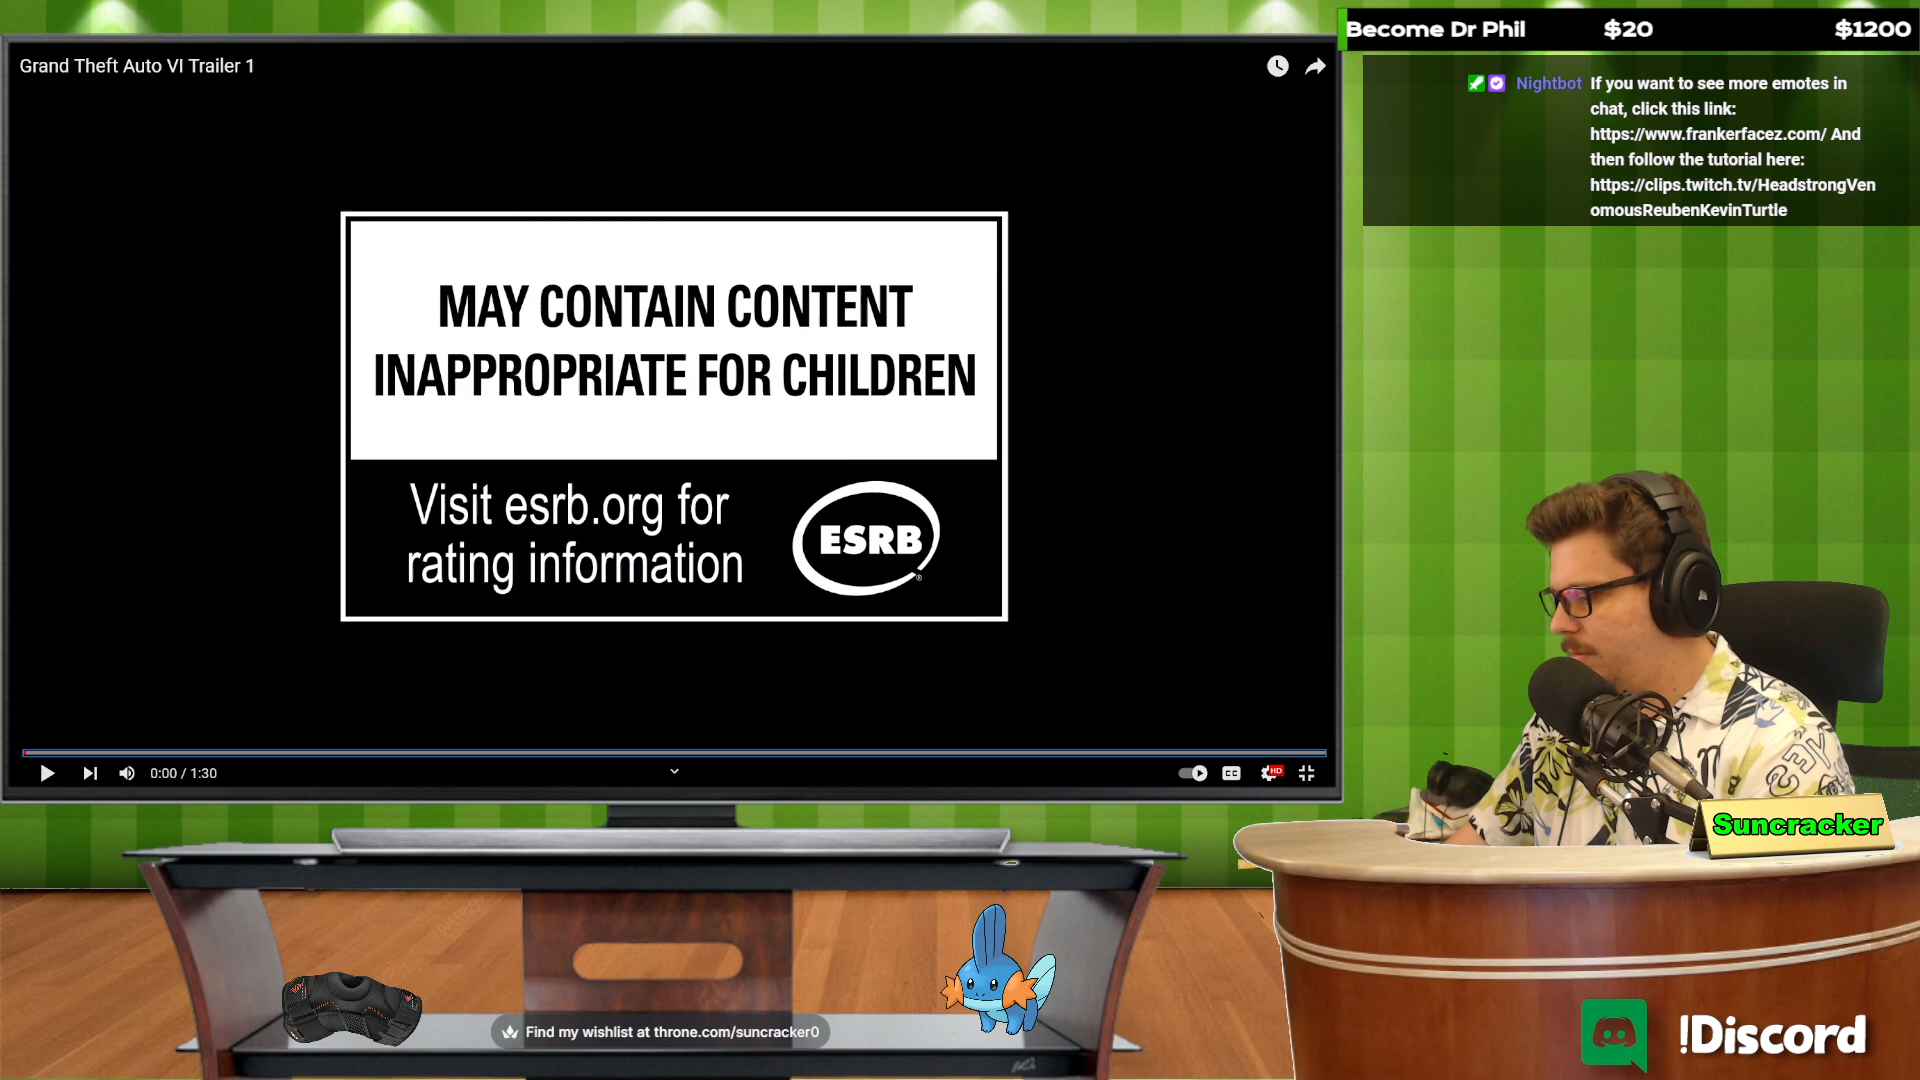 Become Dr Phil $20 $1200
Grand Theft Auto VI Trailer 1
Nightbot If you want to see more emotes in
chat, click this link:
https://www.frankerfacez.com/ And
then follow the tutorial here:
https://clips.twitch.tv/HeadstrongVen
omousReubenKevinTurtle
MAY CONTAIN CONTENT
INAPPROPRIATE FOR CHILDREN
Visit esrb.org for
rating information
ESRB
®
0:00 / 1:30
CC
HD
Suncracker
Find my wishlist at throne.com/suncracker0
!Discord